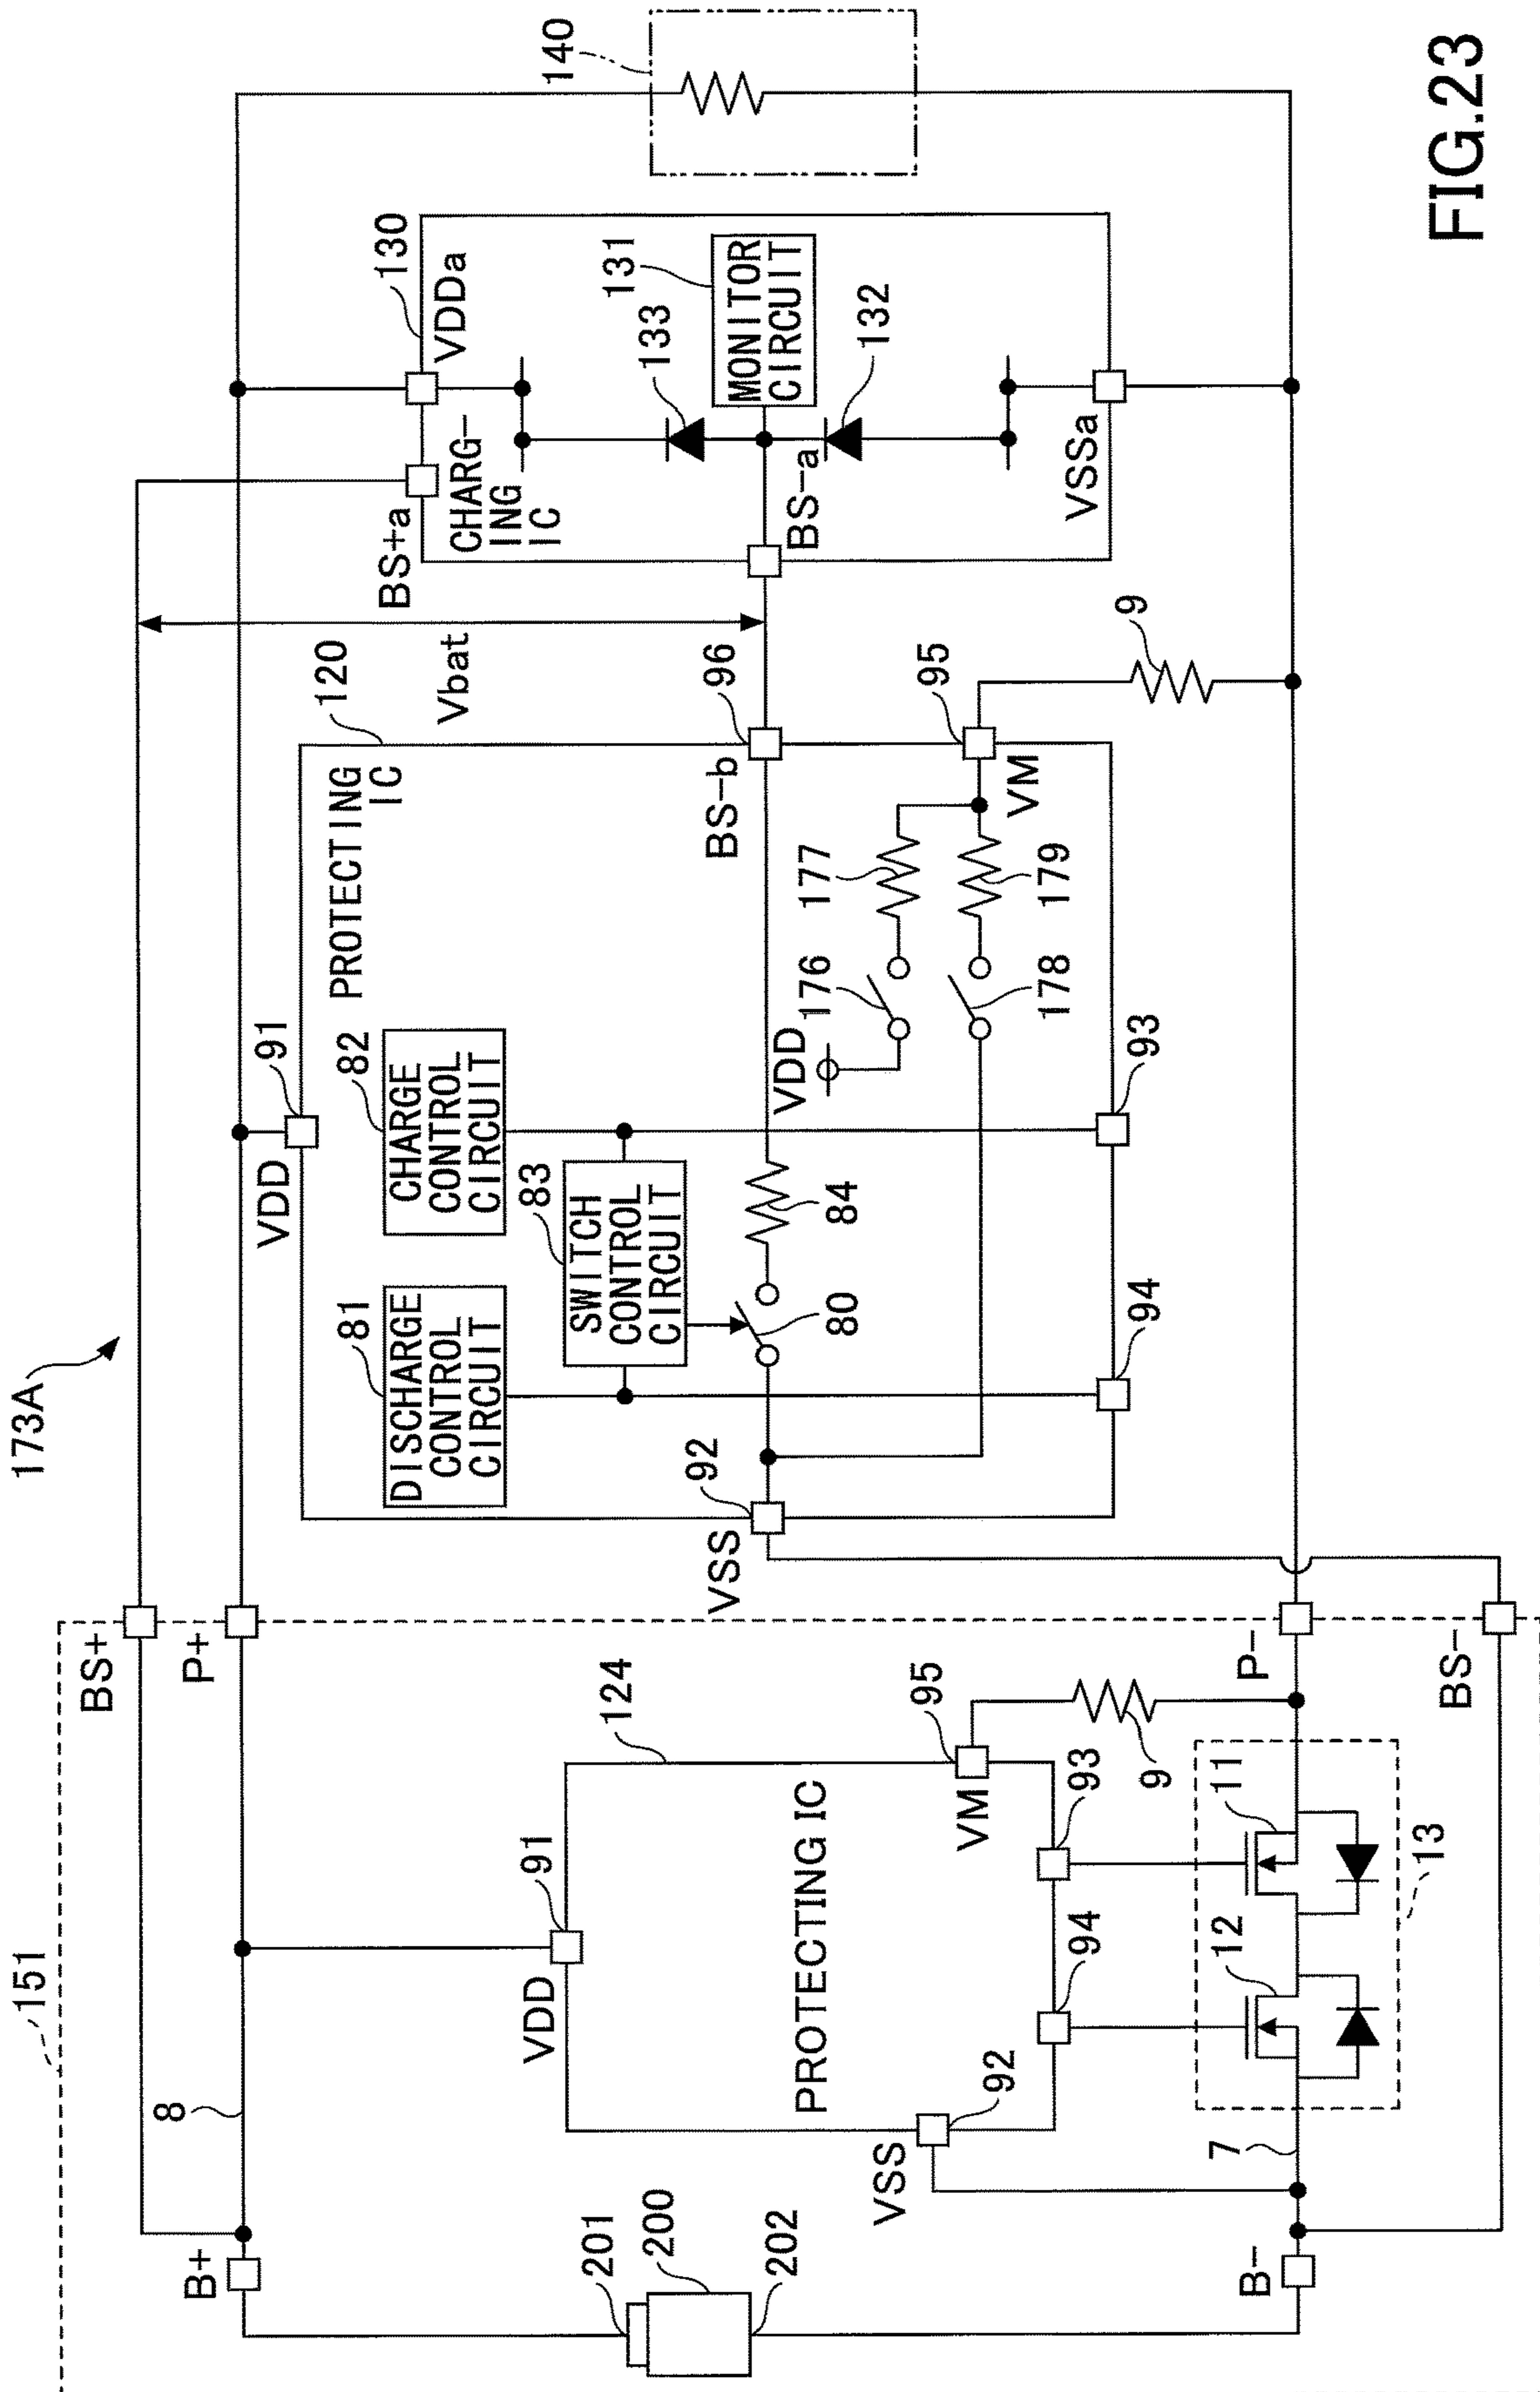 173A
151
BS+
P+
B+
8
201
200
202
B-
7
VSS
92
VDD
91
124
PROTECTING IC
94
93
VM
95
9
12
11
13
P-
BS-
VSS
92
VDD
91
120
PROTECTING
IC
81
DISCHARGE
CONTROL
CIRCUIT
82
CHARGE
CONTROL
CIRCUIT
83
SWITCH
CONTROL
CIRCUIT
80
84
VDD
176
177
178
179
94
93
BS-b
96
VM
95
9
Vbat
BS+a
CHARG-
ING
IC
130
VDDa
133
131
MONITOR
CIRCUIT
132
BS-a
VSSa
140
FIG.23